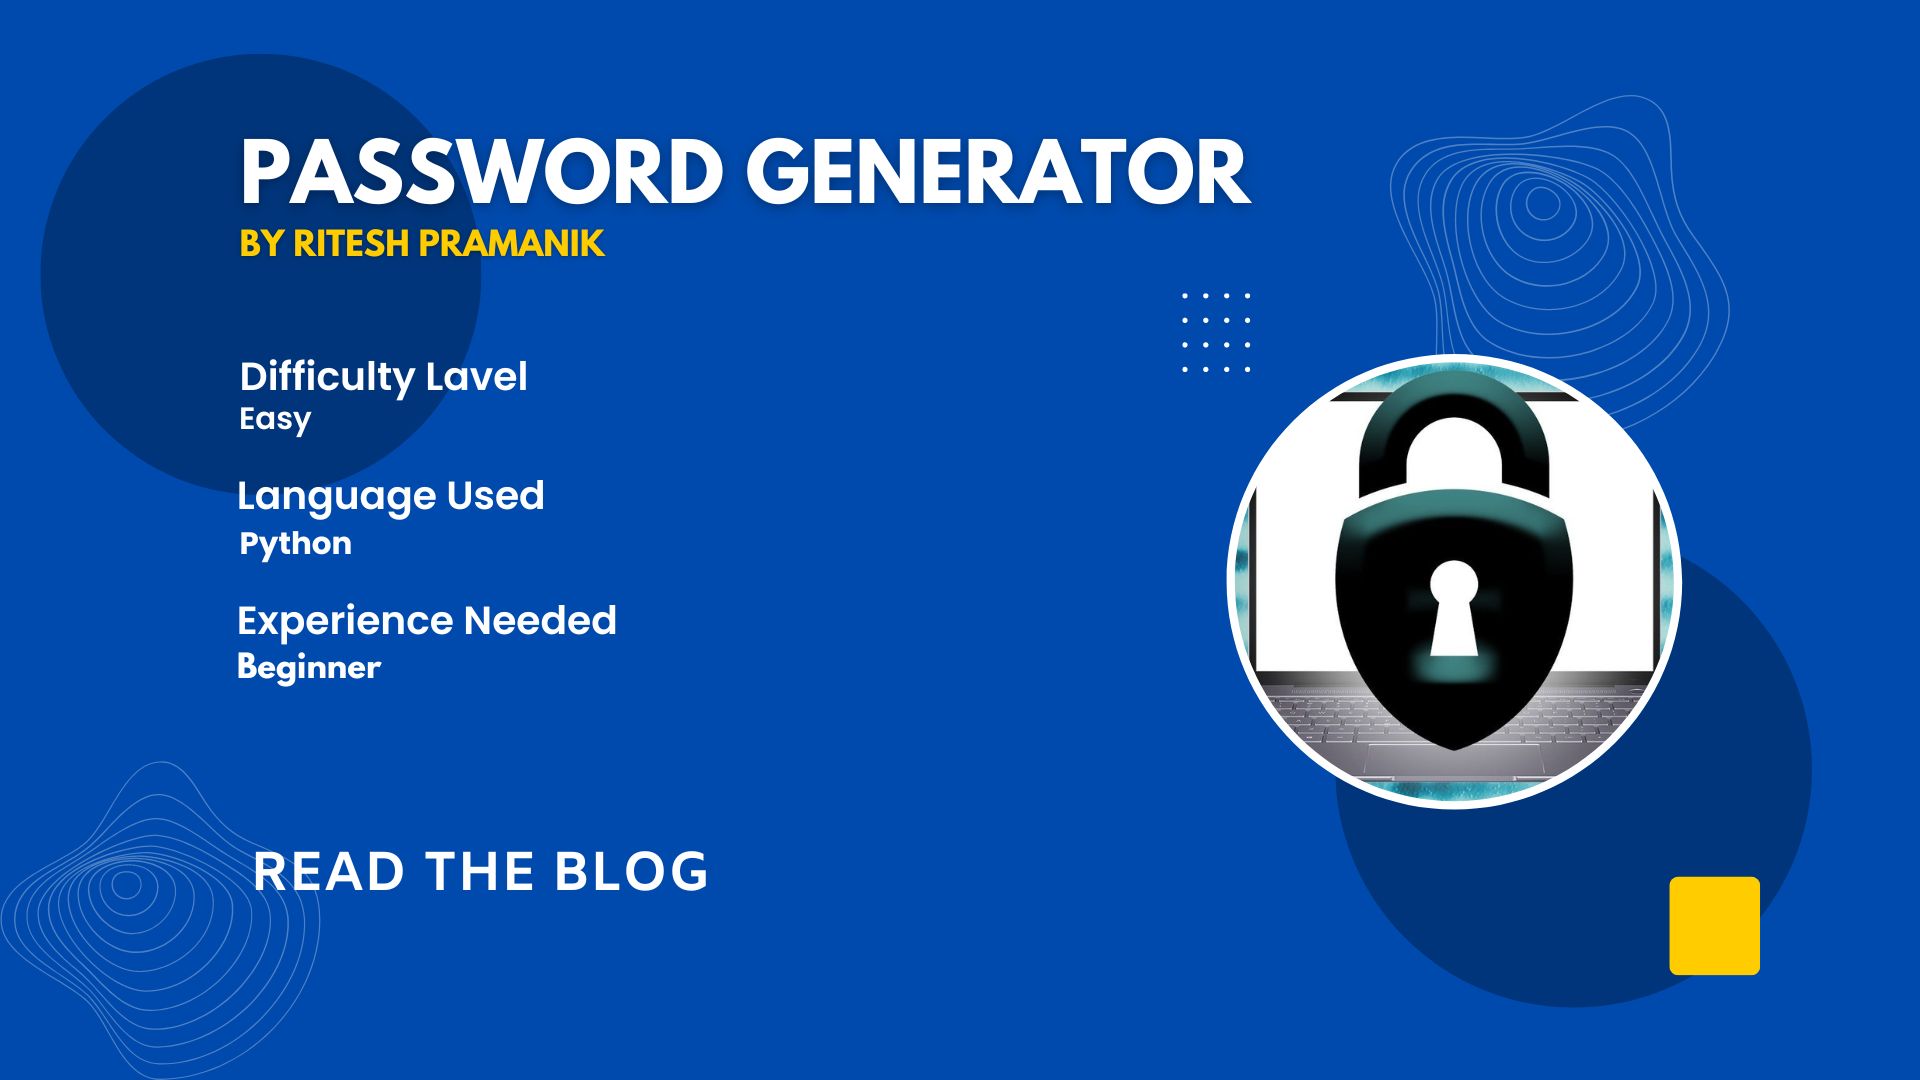 PASSWORD GENERATOR
BY RITESH PRAMANIK
Difficulty Lavel
Easy
Language Used
Python
Experience Needed
Beginner
READ THE BLOG